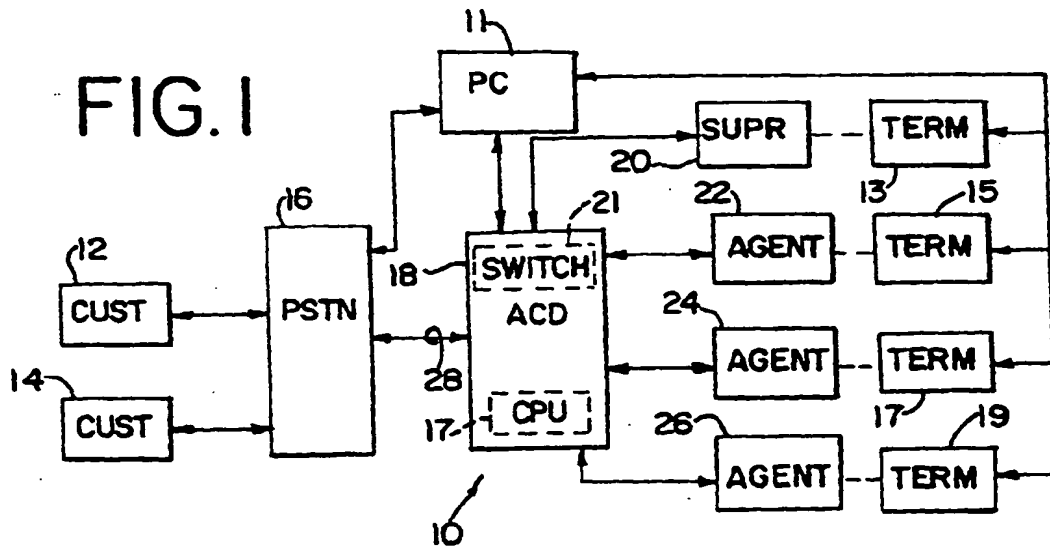 FIG. 1
11
PC
SUPR
20
TERM
13
16
PSTN
12
CUST
14
CUST
18
21
SWITCH
ACD
17
CPU
28
22
AGENT
15
TERM
24
AGENT
TERM
17
26
AGENT
19
TERM
10